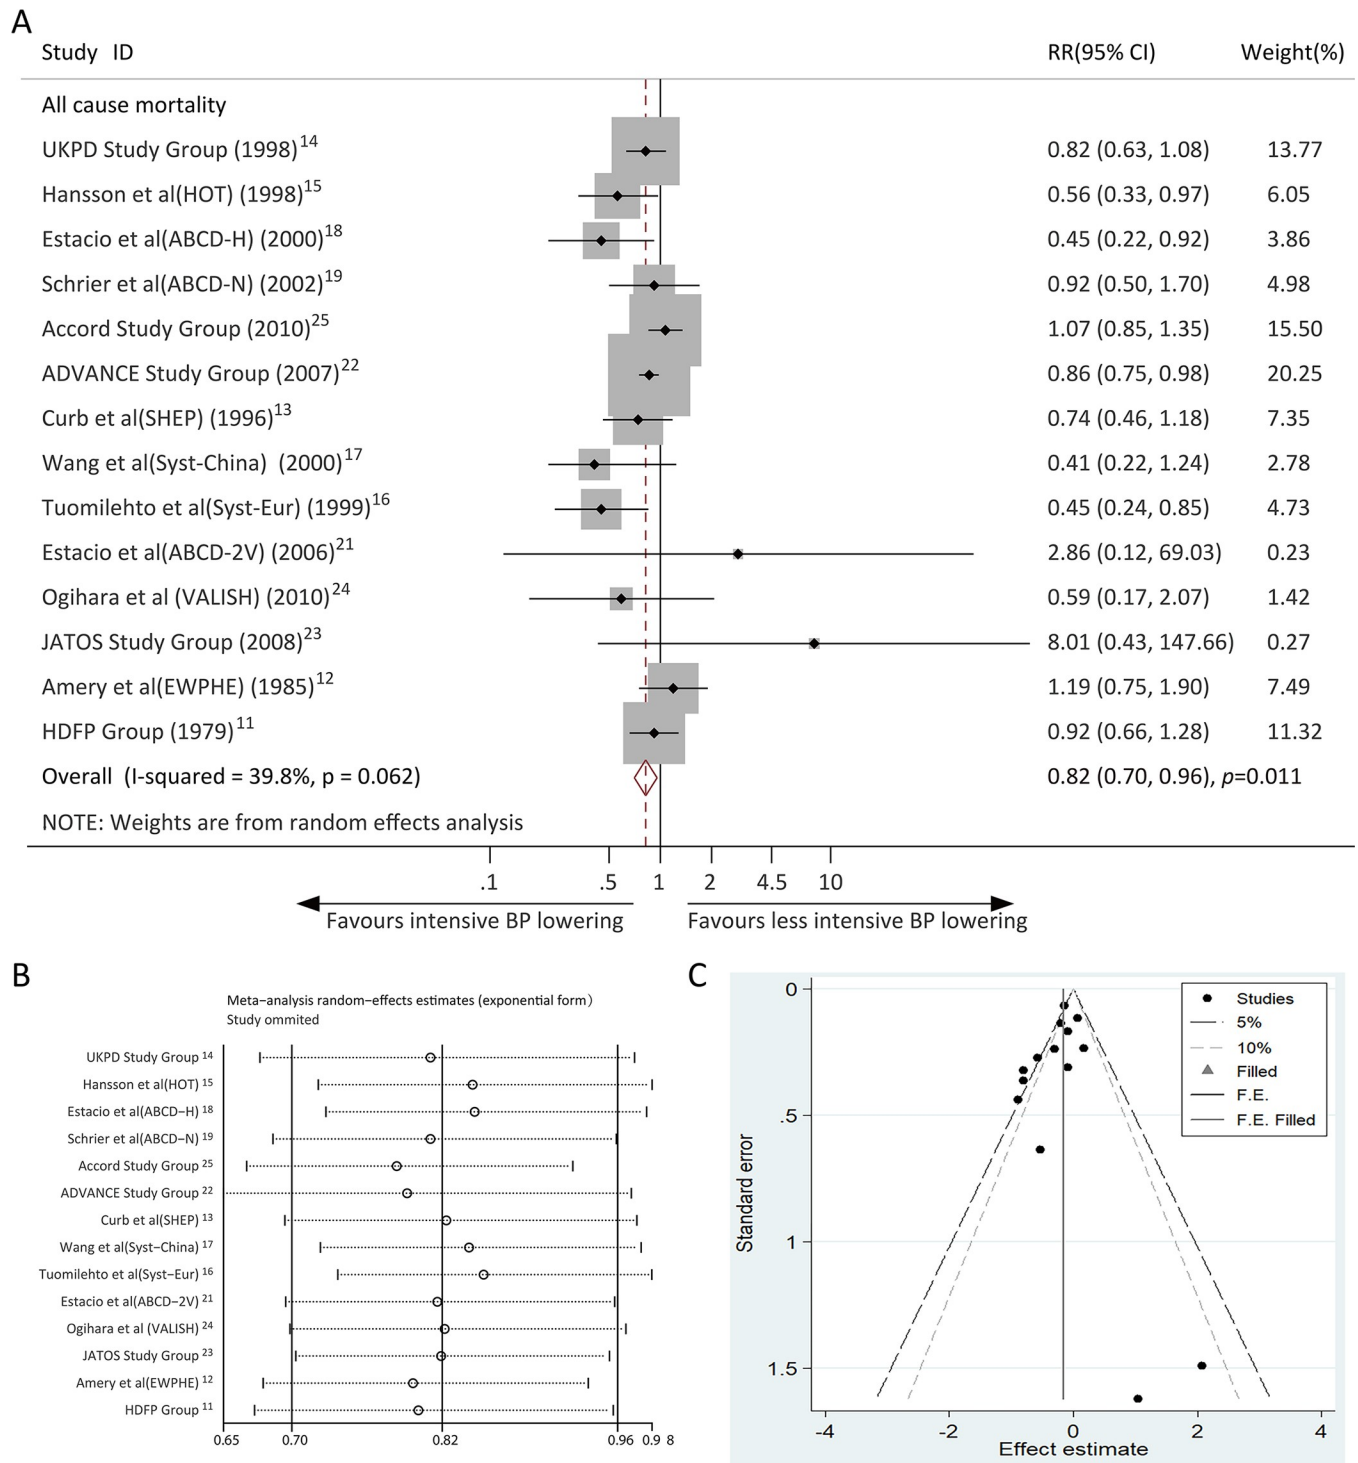 A
Study ID RR(95% CI) Weight(%)
All cause mortality
UKPD Study Group (1998)14 0.82 (0.63, 1.08) 13.77
Hansson et al(HOT) (1998)15 0.56 (0.33, 0.97) 6.05
Estacio et al(ABCD-H) (2000)18 0.45 (0.22, 0.92) 3.86
Schrier et al(ABCD-N) (2002)19 0.92 (0.50, 1.70) 4.98
Accord Study Group (2010)25 1.07 (0.85, 1.35) 15.50
ADVANCE Study Group (2007)22 0.86 (0.75, 0.98) 20.25
Curb et al(SHEP) (1996)13 0.74 (0.46, 1.18) 7.35
Wang et al(Syst-China) (2000)17 0.41 (0.22, 1.24) 2.78
Tuomilehto et al(Syst-Eur) (1999)16 0.45 (0.24, 0.85) 4.73
Estacio et al(ABCD-2V) (2006)21 2.86 (0.12, 69.03) 0.23
Ogihara et al (VALISH) (2010)24 0.59 (0.17, 2.07) 1.42
JATOS Study Group (2008)23 8.01 (0.43, 147.66) 0.27
Amery et al(EWPHE) (1985)12 1.19 (0.75, 1.90) 7.49
HDFP Group (1979)11 0.92 (0.66, 1.28) 11.32
Overall (I-squared = 39.8%, p = 0.062) 0.82 (0.70, 0.96), p=0.011
NOTE: Weights are from random effects analysis
.1 .5 1 2 4.5 10
Favours intensive BP lowering Favours less intensive BP lowering
B
Meta−analysis random−effects estimates (exponential form)
Study ommited
UKPD Study Group 14
Hansson et al(HOT) 15
Estacio et al(ABCD−H) 18
Schrier et al(ABCD−N) 19
Accord Study Group 25
ADVANCE Study Group 22
Curb et al(SHEP) 13
Wang et al(Syst−China) 17
Tuomilehto et al(Syst−Eur) 16
Estacio et al(ABCD−2V) 21
Ogihara et al (VALISH) 24
JATOS Study Group 23
Amery et al(EWPHE) 12
HDFP Group 11
0.65 0.70 0.82 0.96 0.9 8
C
Studies
5%
10%
Filled
F.E.
F.E. Filled
0
.5
1
1.5
Standard error
-4 -2 0 2 4
Effect estimate